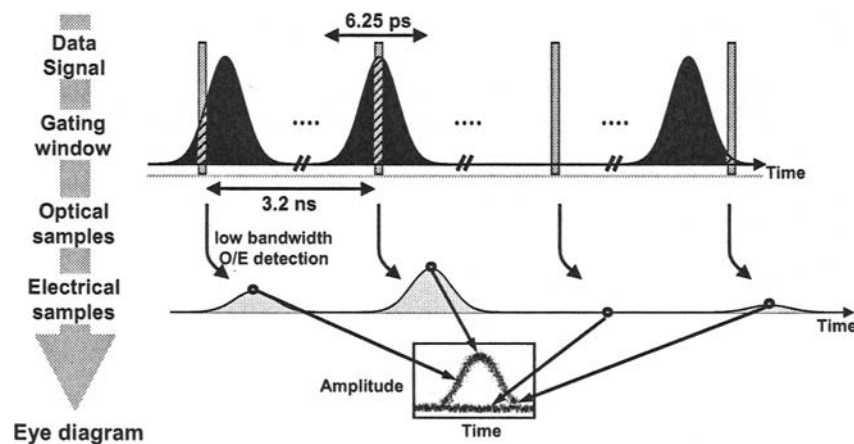 6.25 ps
Data
Signal
Gating
window
....
....
....
Time
3.2 ns
Optical
samples
low bandwidth
O/E detection
Electrical
samples
Time
Amplitude
Time
Eye diagram